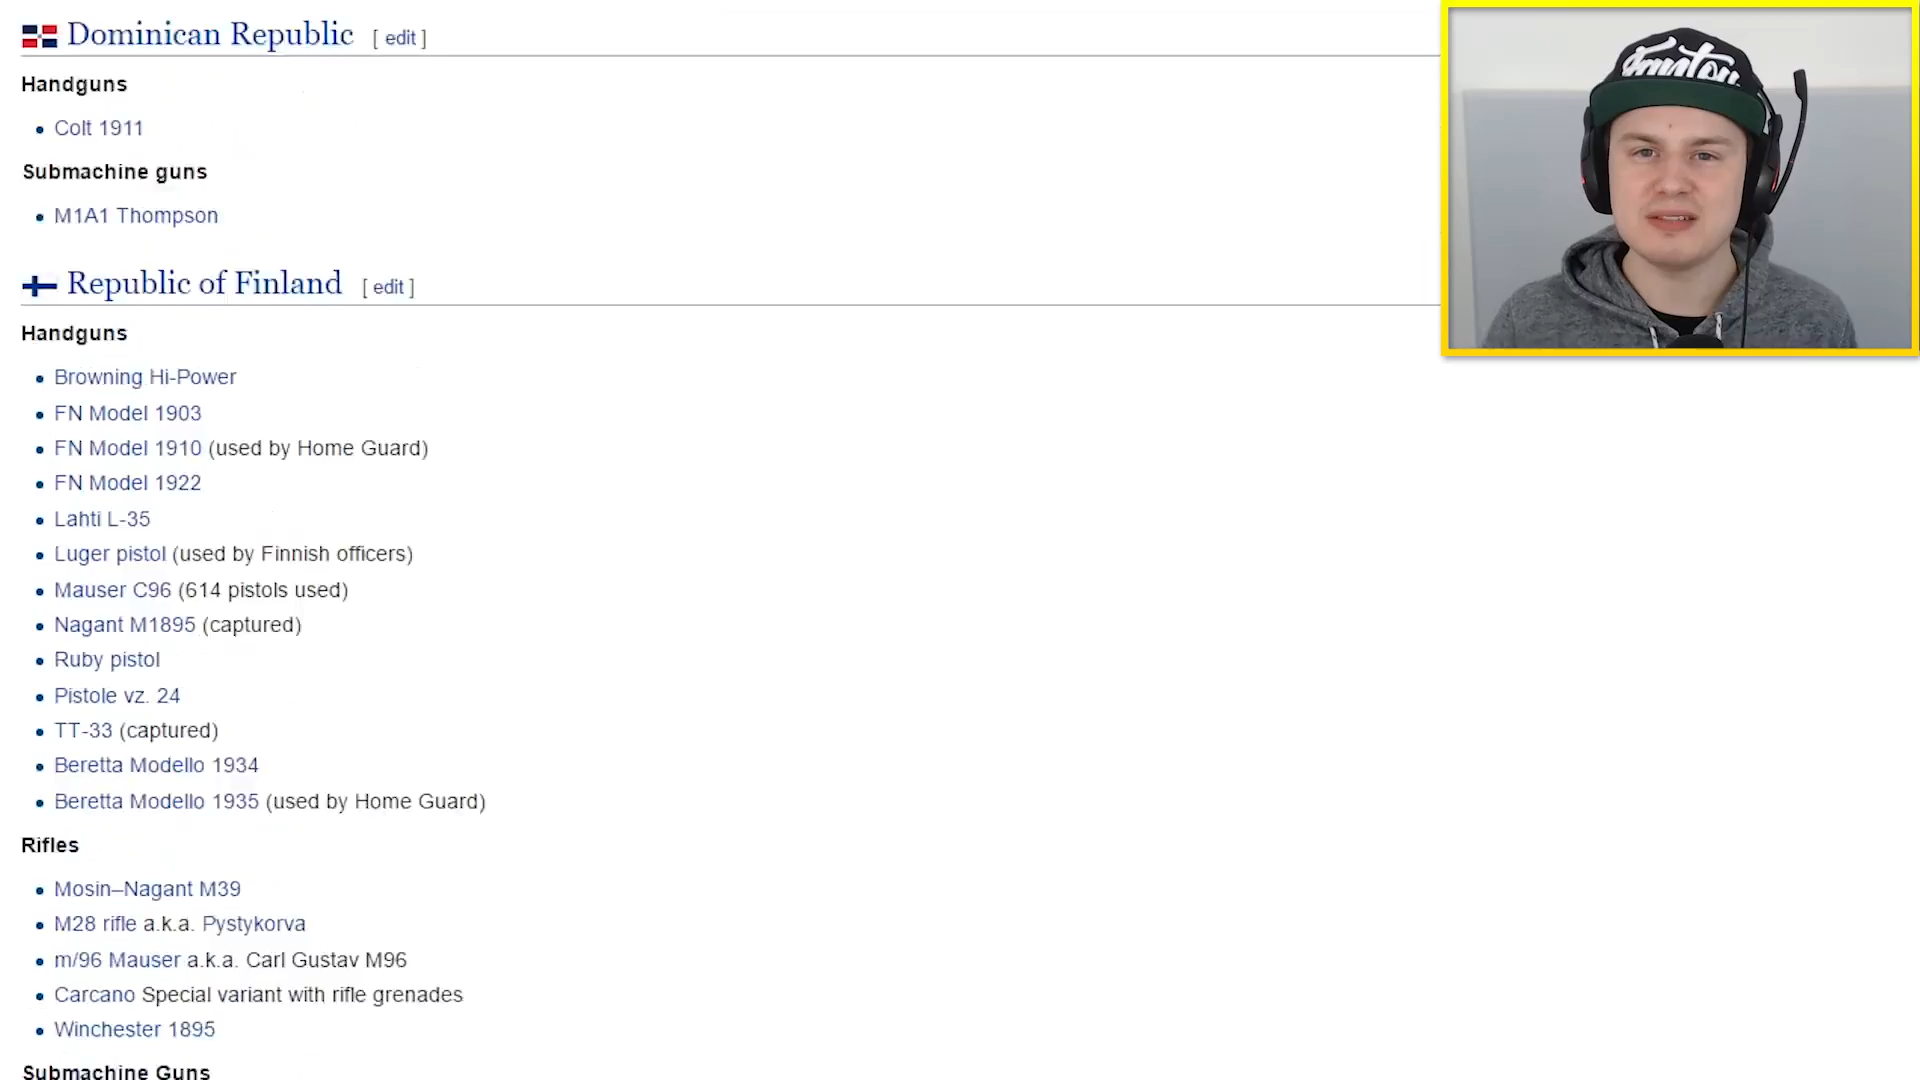 Dominican Republic [ edit ]
Handguns
Colt 1911
Submachine guns
M1A1 Thompson
Republic of Finland [ edit ]
Handguns
Browning Hi-Power
FN Model 1903
FN Model 1910 (used by Home Guard)
FN Model 1922
Lahti L-35
Luger pistol (used by Finnish officers)
Mauser C96 (614 pistols used)
Nagant M1895 (captured)
Ruby pistol
Pistole vz. 24
TT-33 (captured)
Beretta Modello 1934
Beretta Modello 1935 (used by Home Guard)
Rifles
Mosin–Nagant M39
M28 rifle a.k.a. Pystykorva
m/96 Mauser a.k.a. Carl Gustav M96
Carcano Special variant with rifle grenades
Winchester 1895
Submachine Guns